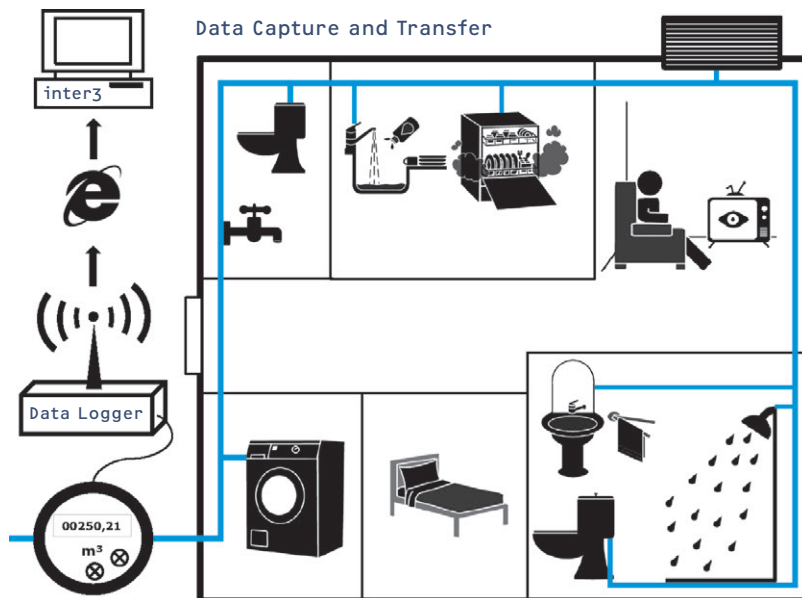 Data Capture and Transfer
inter3
e
Data Logger
00250,21
m³